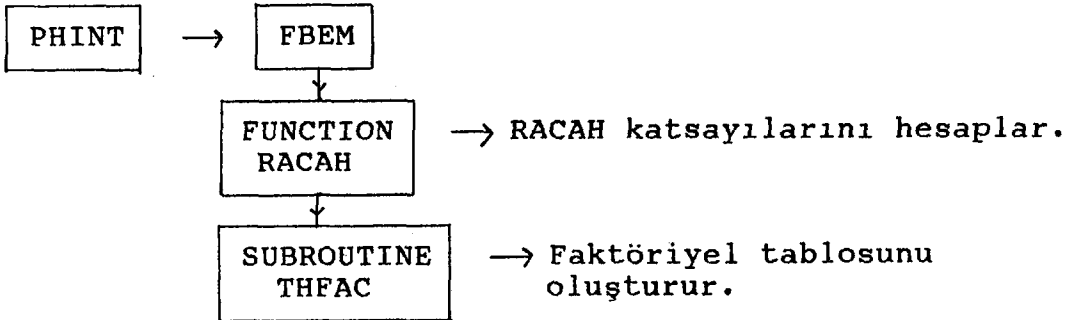 PHINT → FBEM
FUNCTION
RACAH
→ RACAH katsayılarını hesaplar.
SUBROUTINE
THFAC
→ Faktöriyel tablosunu
oluşturur.